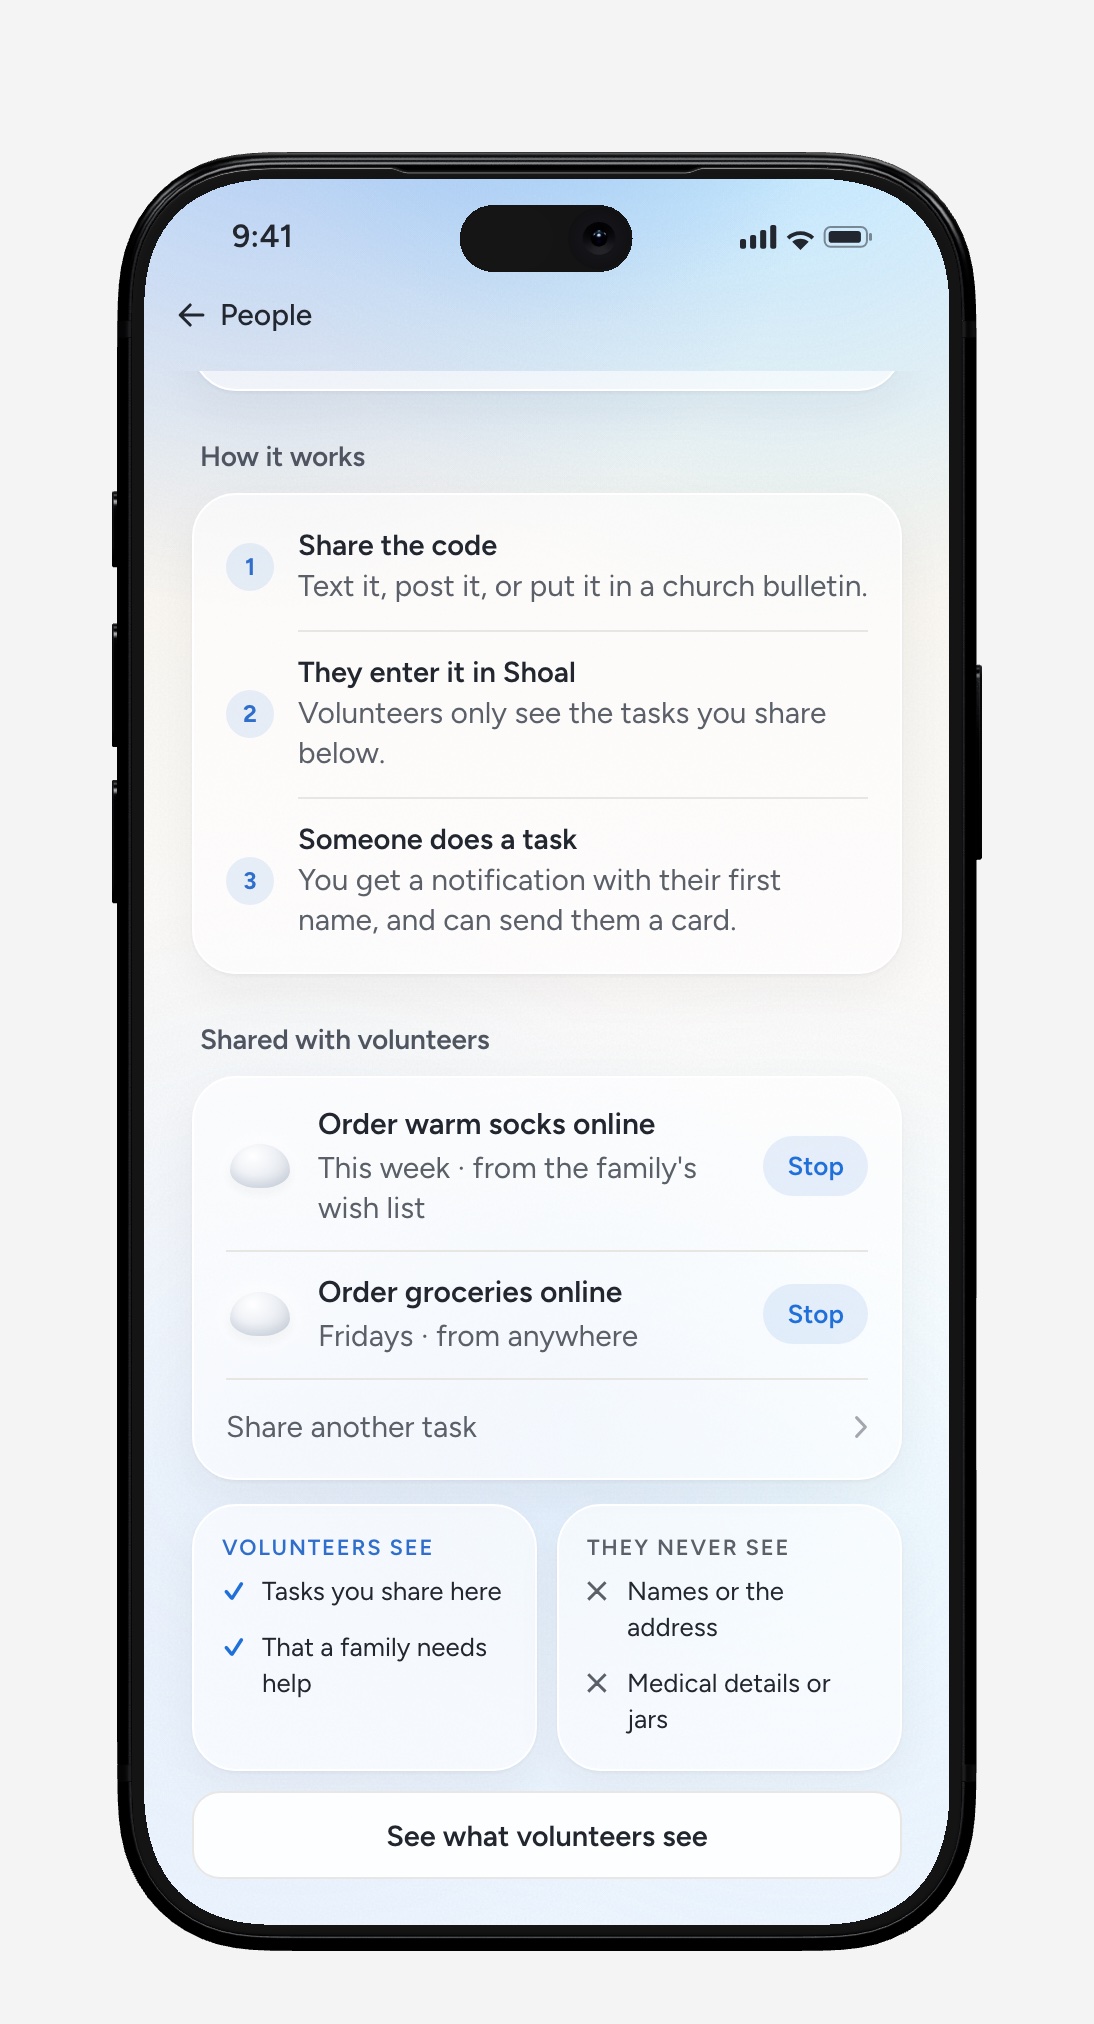 9:41
People
How it works
1
Share the code
Text it, post it, or put it in a church bulletin.
2
They enter it in Shoal
Volunteers only see the tasks you share
below.
3
Someone does a task
You get a notification with their first
name, and can send them a card.
Shared with volunteers
Order warm socks online
This week · from the family's
wish list
Stop
Order groceries online
Fridays · from anywhere
Stop
Share another task
VOLUNTEERS SEE
Tasks you share here
That a family needs
help
THEY NEVER SEE
Names or the
address
Medical details or
jars
See what volunteers see